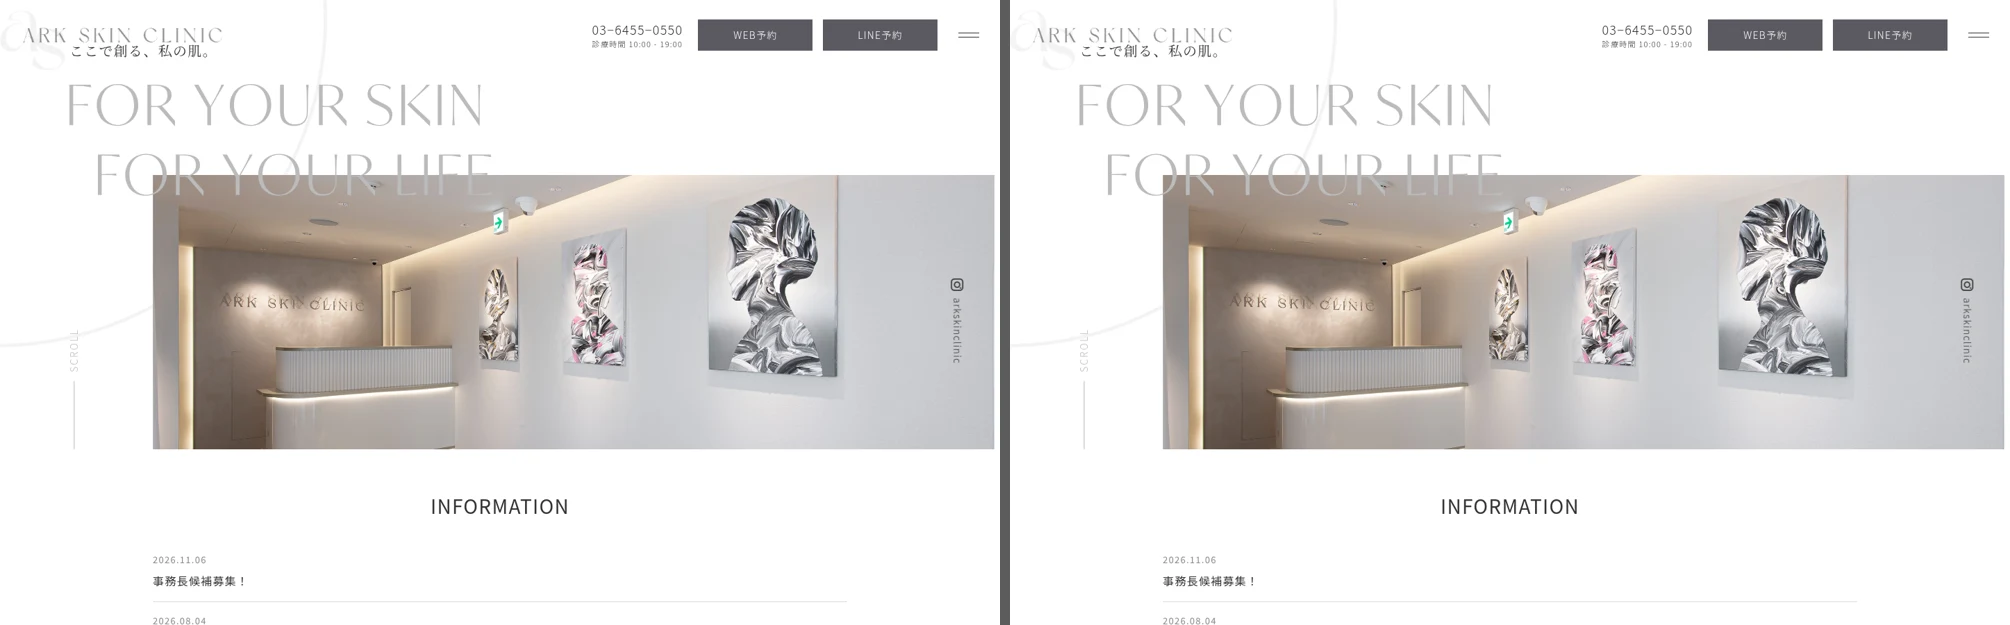 ARK SKIN CLINIC
ここで創る、私の肌。
03-6455-0550
診療時間 10:00 - 19:00
WEB予約
LINE予約
FOR YOUR SKIN
FOR YOUR LIFE
ARK SKIN CLINIC
arkskinclinic
SCROLL
INFORMATION
2026.11.06
事務長候補募集！
2026.08.04
ARK SKIN CLINIC
ここで創る、私の肌。
03-6455-0550
診療時間 10:00 - 19:00
WEB予約
LINE予約
FOR YOUR SKIN
FOR YOUR LIFE
ARK SKIN CLINIC
arkskinclinic
SCROLL
INFORMATION
2026.11.06
事務長候補募集！
2026.08.04